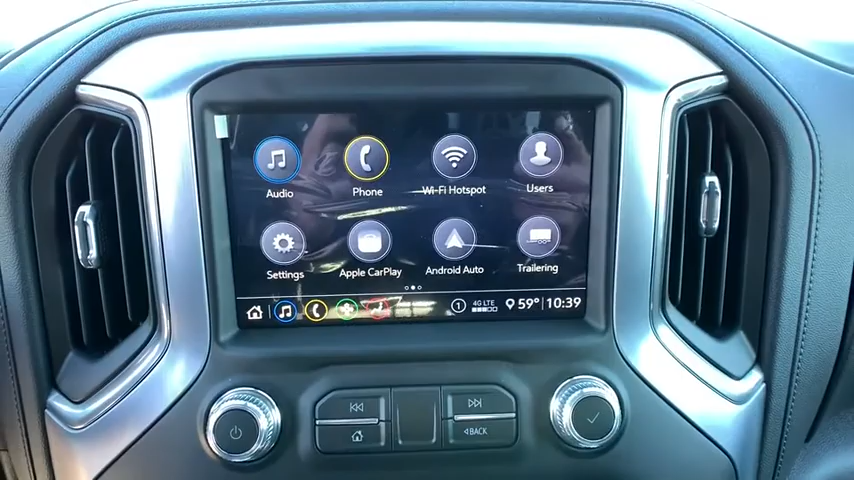 Audio
Phone
Wi-Fi Hotspot
Users
Settings
Apple CarPlay
Android Auto
Trailering
1
4G LTE
59° 10:39
BACK